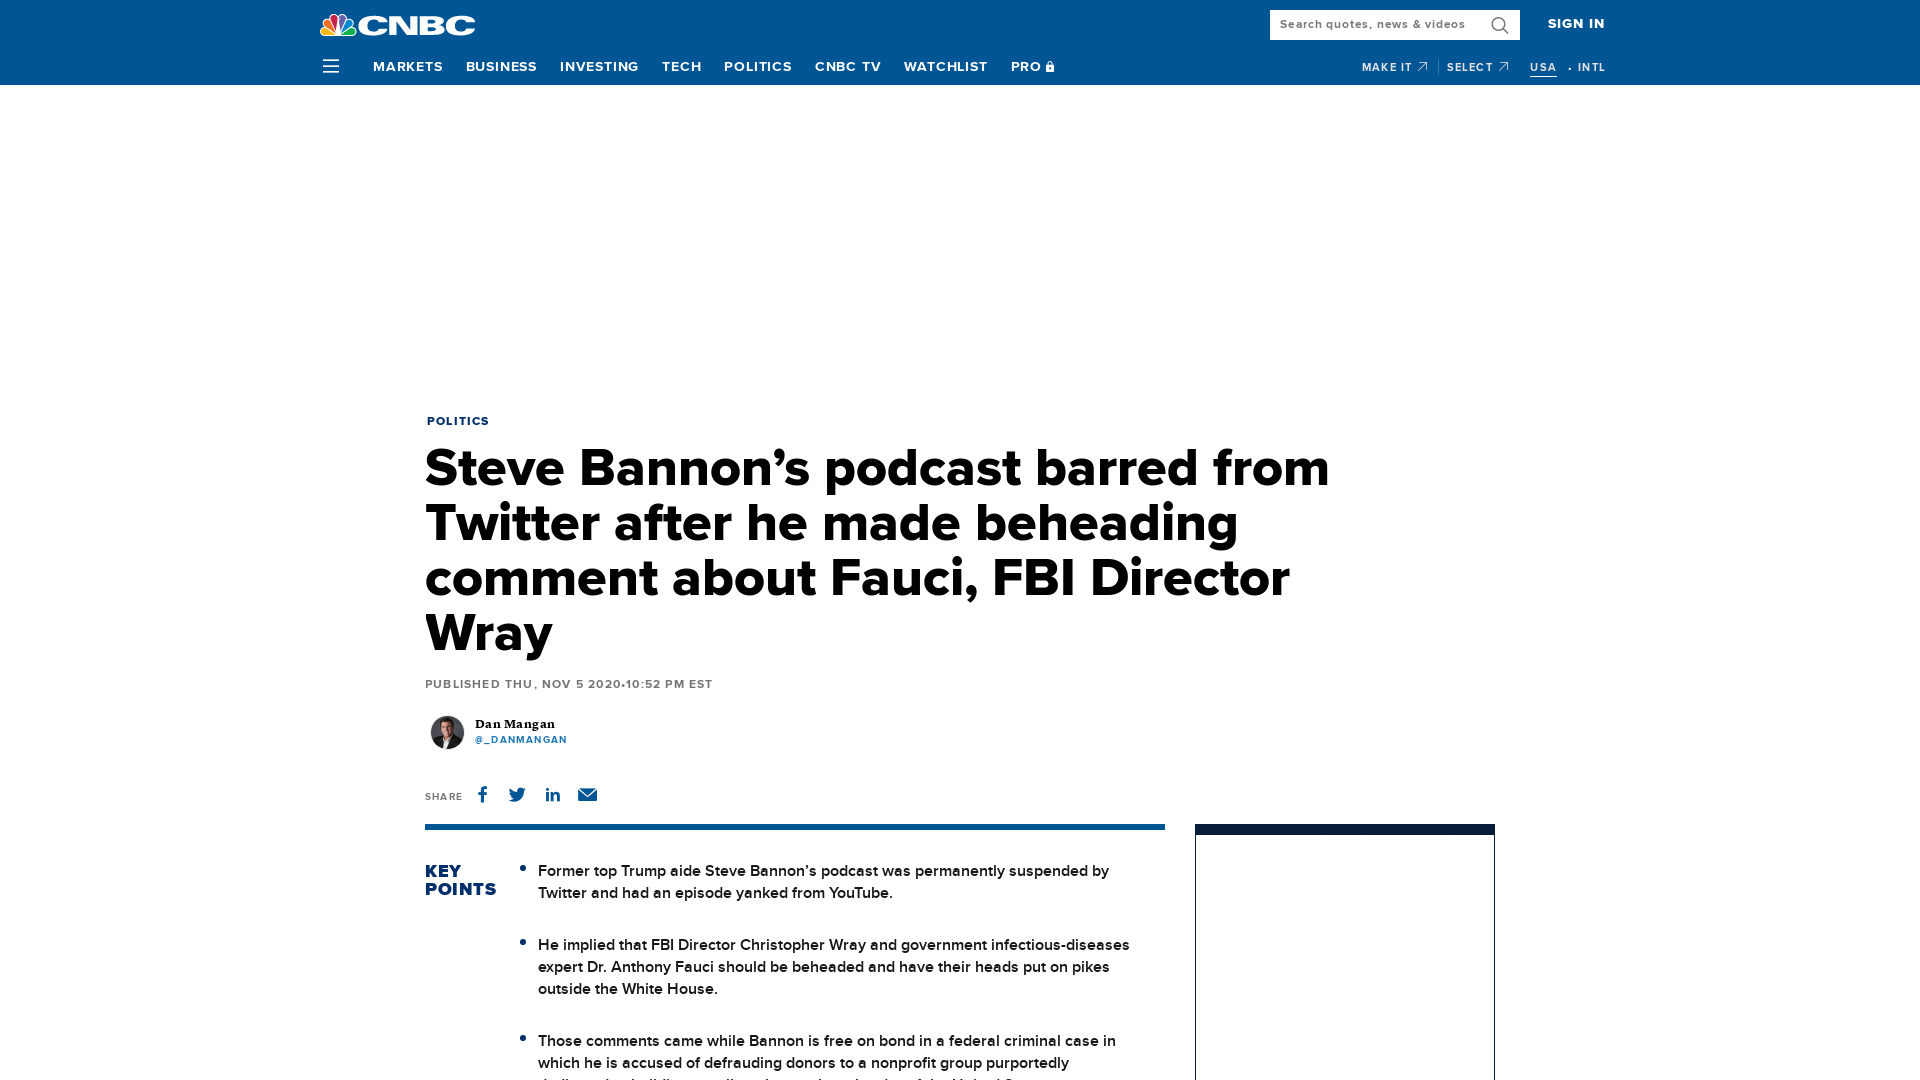 CNBC
Search quotes, news & videos
SIGN IN
MARKETS BUSINESS INVESTING TECH POLITICS CNBC TV WATCHLIST PRO
MAKE IT SELECT USA • INTL
POLITICS
Steve Bannon’s podcast barred from
Twitter after he made beheading
comment about Fauci, FBI Director
Wray
PUBLISHED THU, NOV 5 2020•10:52 PM EST
Dan Mangan
@_DANMANGAN
SHARE
KEY
POINTS
• Former top Trump aide Steve Bannon’s podcast was permanently suspended by
Twitter and had an episode yanked from YouTube.
• He implied that FBI Director Christopher Wray and government infectious-diseases
expert Dr. Anthony Fauci should be beheaded and have their heads put on pikes
outside the White House.
• Those comments came while Bannon is free on bond in a federal criminal case in
which he is accused of defrauding donors to a nonprofit group purportedly